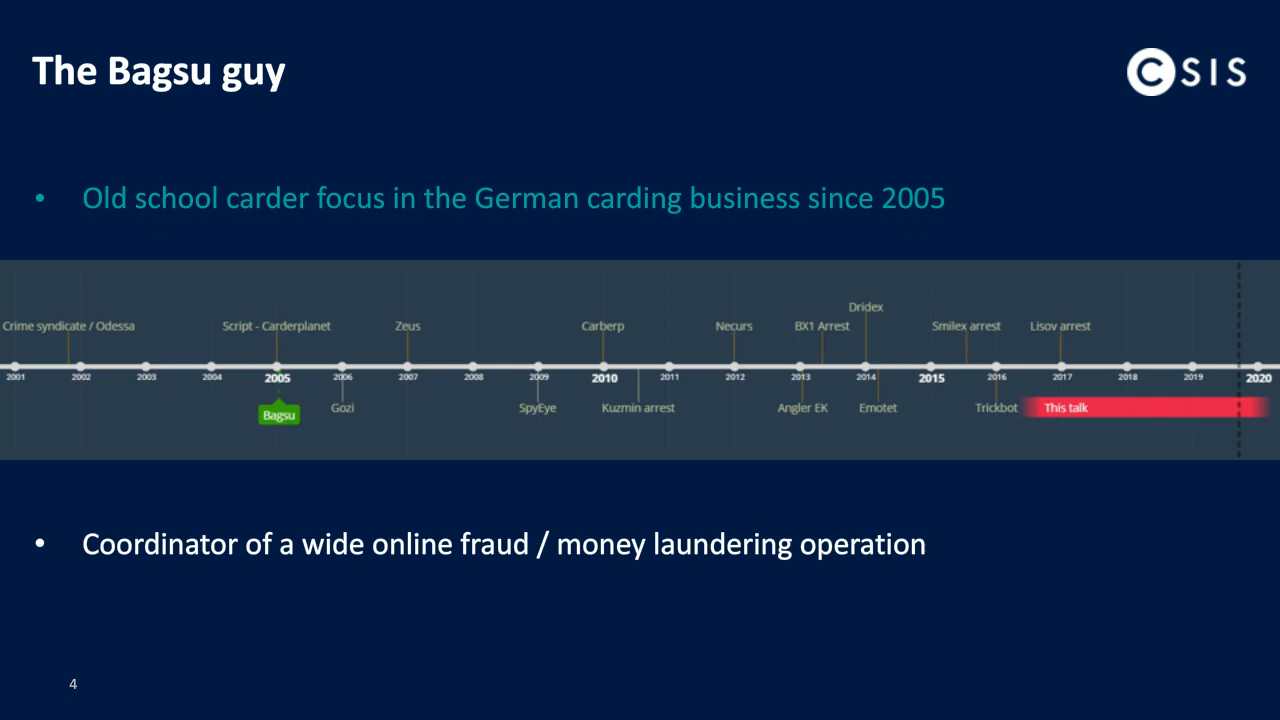 The Bagsu guy
CSIS
• Old school carder focus in the German carding business since 2005
Dridex
Crime syndicate / Odessa Script - Carderplanet Zeus Carberp Necurs BX1 Arrest Smilex arrest Lisov arrest
2001 2002 2003 2004 2005 2006 2007 2008 2009 2010 2011 2012 2013 2014 2015 2016 2017 2018 2019 2020
Bagsu Gozi SpyEye Kuzmin arrest Angler EK Emotet Trickbot This talk
• Coordinator of a wide online fraud / money laundering operation
4